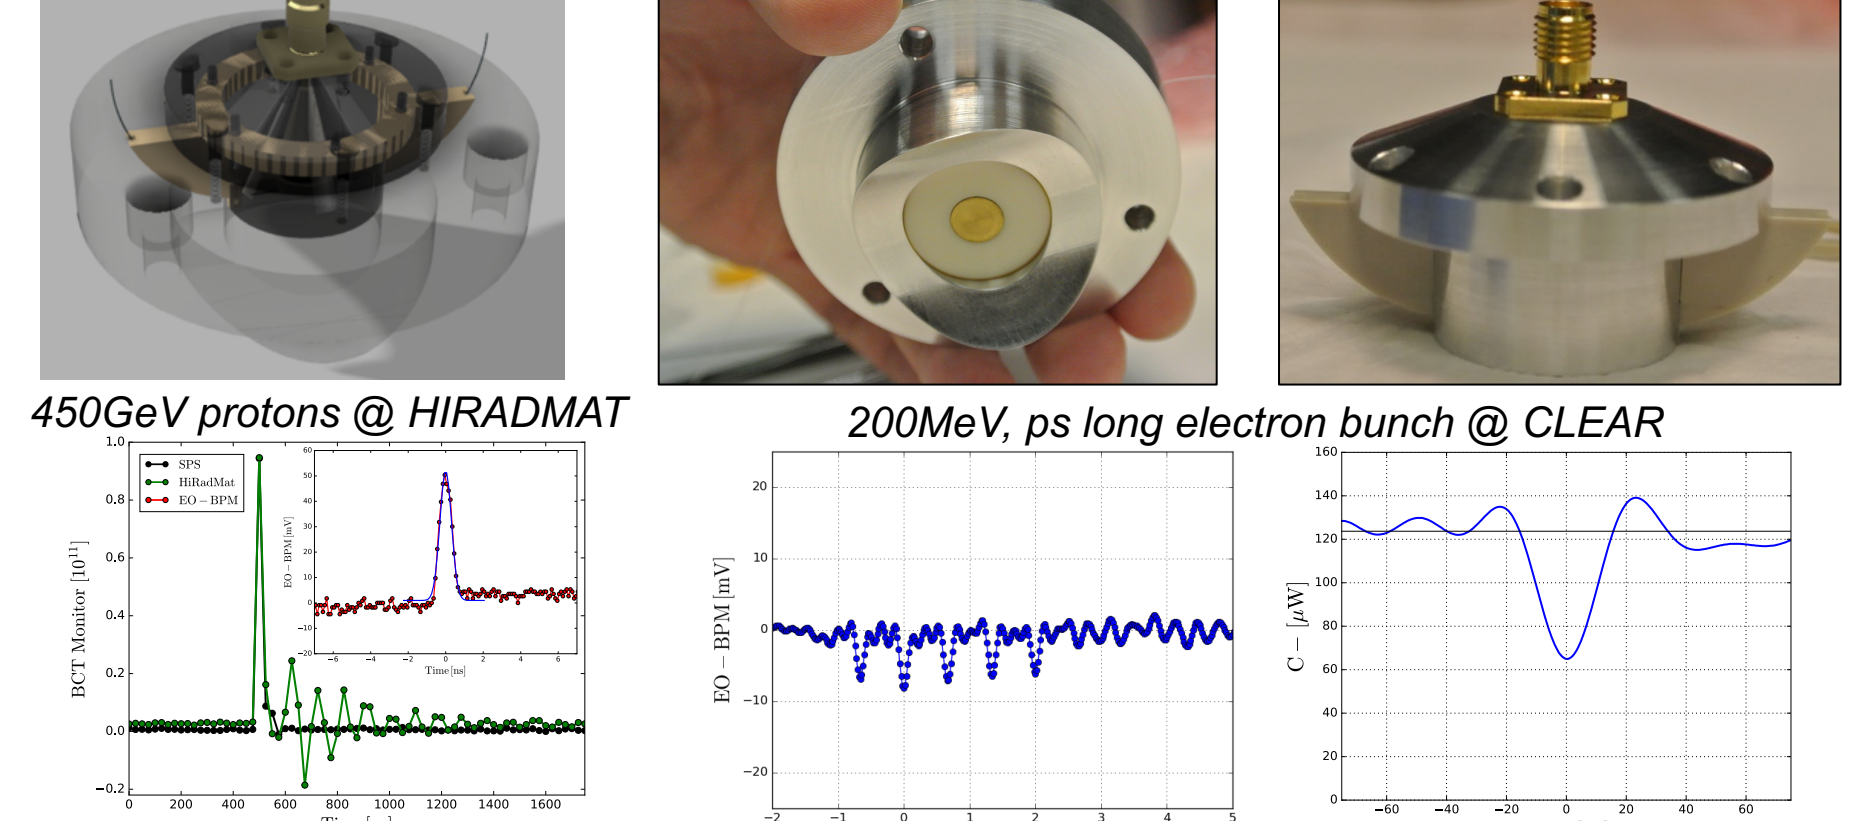 450GeV protons @ HIRADMAT
200MeV, ps long electron bunch @ CLEAR
BCT Monitor [10^11]
1.0
0.8
0.6
0.4
0.2
0.0
−0.2
SPS
HiRadMat
EO − BPM
0 200 400 600 800 1000 1200 1400 1600
EO − BPM [mV]
60
50
40
30
20
10
0
−10
−20
−6 −4 −2 0 2 4 6
Time [ns]
EO − BPM [mV]
20
10
0
−10
−20
−2 −1 0 1 2 3 4 5
C − [μW]
160
140
120
100
80
60
40
20
0
−60 −40 −20 0 20 40 60